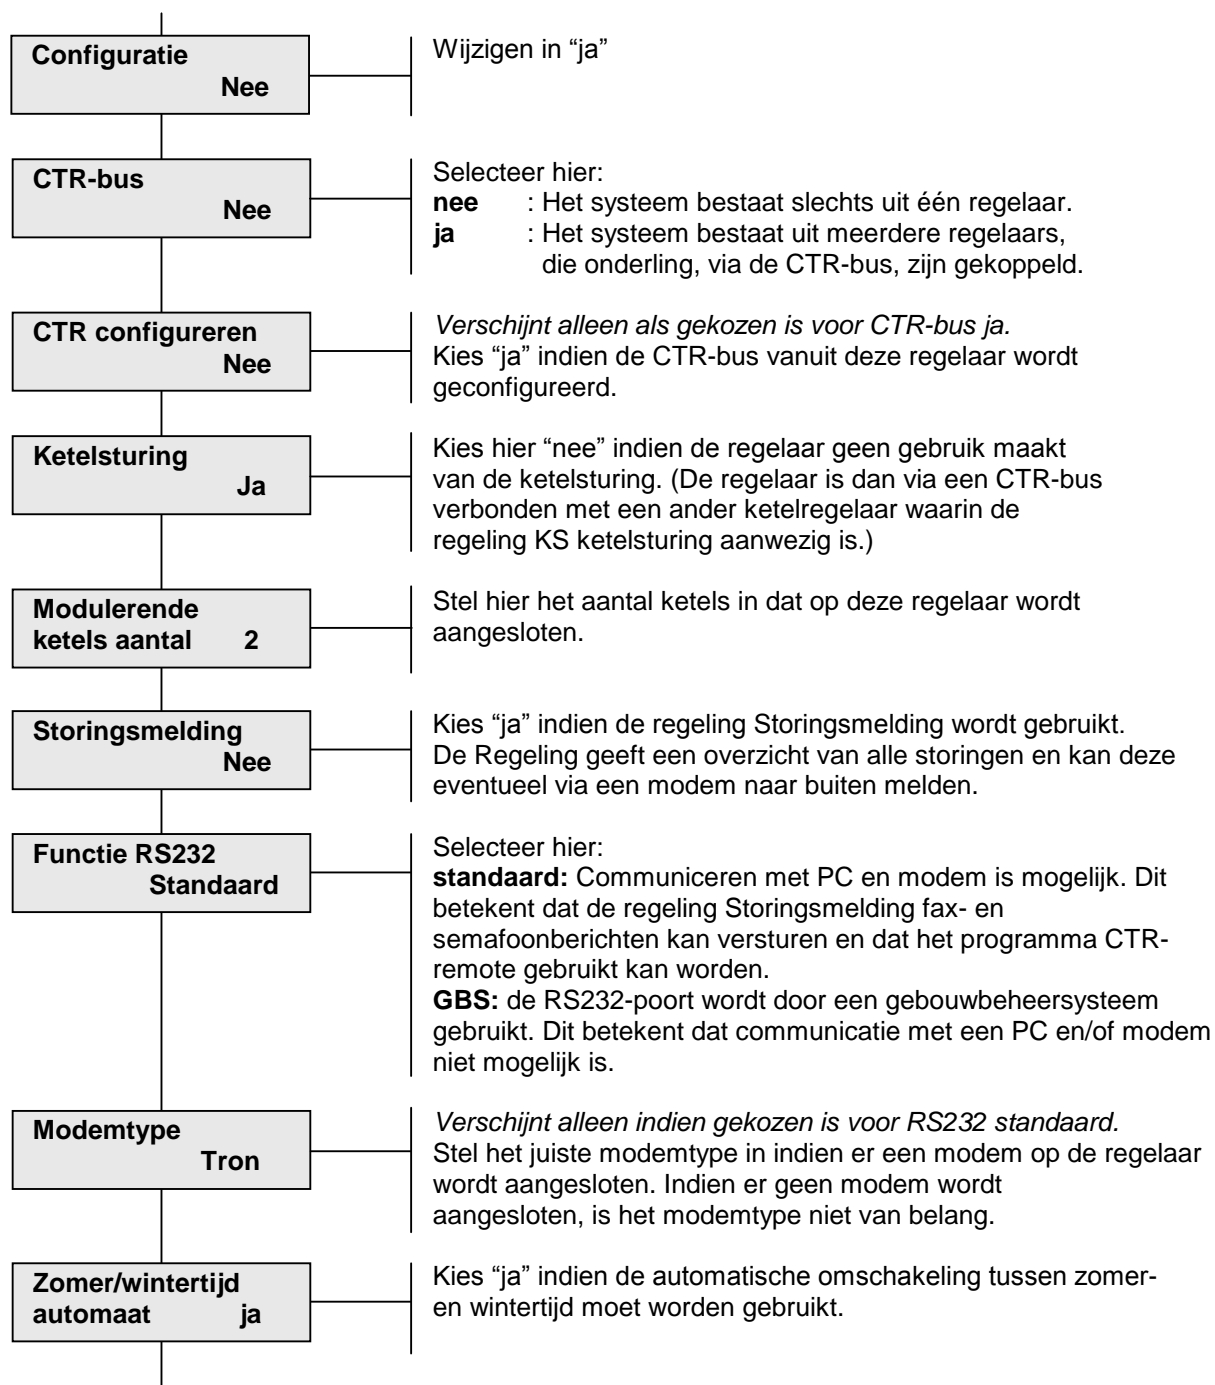 Configuratie
Nee
Wijzigen in “ja”
CTR-bus
Nee
Selecteer hier:
nee : Het systeem bestaat slechts uit één regelaar.
ja : Het systeem bestaat uit meerdere regelaars,
die onderling, via de CTR-bus, zijn gekoppeld.
CTR configureren
Nee
Verschijnt alleen als gekozen is voor CTR-bus ja.
Kies “ja” indien de CTR-bus vanuit deze regelaar wordt
geconfigureerd.
Ketelsturing
Ja
Kies hier “nee” indien de regelaar geen gebruik maakt
van de ketelsturing. (De regelaar is dan via een CTR-bus
verbonden met een ander ketelregelaar waarin de
regeling KS ketelsturing aanwezig is.)
Modulerende
ketels aantal 2
Stel hier het aantal ketels in dat op deze regelaar wordt
aangesloten.
Storingsmelding
Nee
Kies “ja” indien de regeling Storingsmelding wordt gebruikt.
De Regeling geeft een overzicht van alle storingen en kan deze
eventueel via een modem naar buiten melden.
Functie RS232
Standaard
Selecteer hier:
standaard: Communiceren met PC en modem is mogelijk. Dit
betekent dat de regeling Storingsmelding fax- en
semafoonberichten kan versturen en dat het programma CTR-
remote gebruikt kan worden.
GBS: de RS232-poort wordt door een gebouwbeheersysteem
gebruikt. Dit betekent dat communicatie met een PC en/of modem
niet mogelijk is.
Modemtype
Tron
Verschijnt alleen indien gekozen is voor RS232 standaard.
Stel het juiste modemtype in indien er een modem op de regelaar
wordt aangesloten. Indien er geen modem wordt
aangesloten, is het modemtype niet van belang.
Zomer/wintertijd
automaat ja
Kies “ja” indien de automatische omschakeling tussen zomer-
en wintertijd moet worden gebruikt.